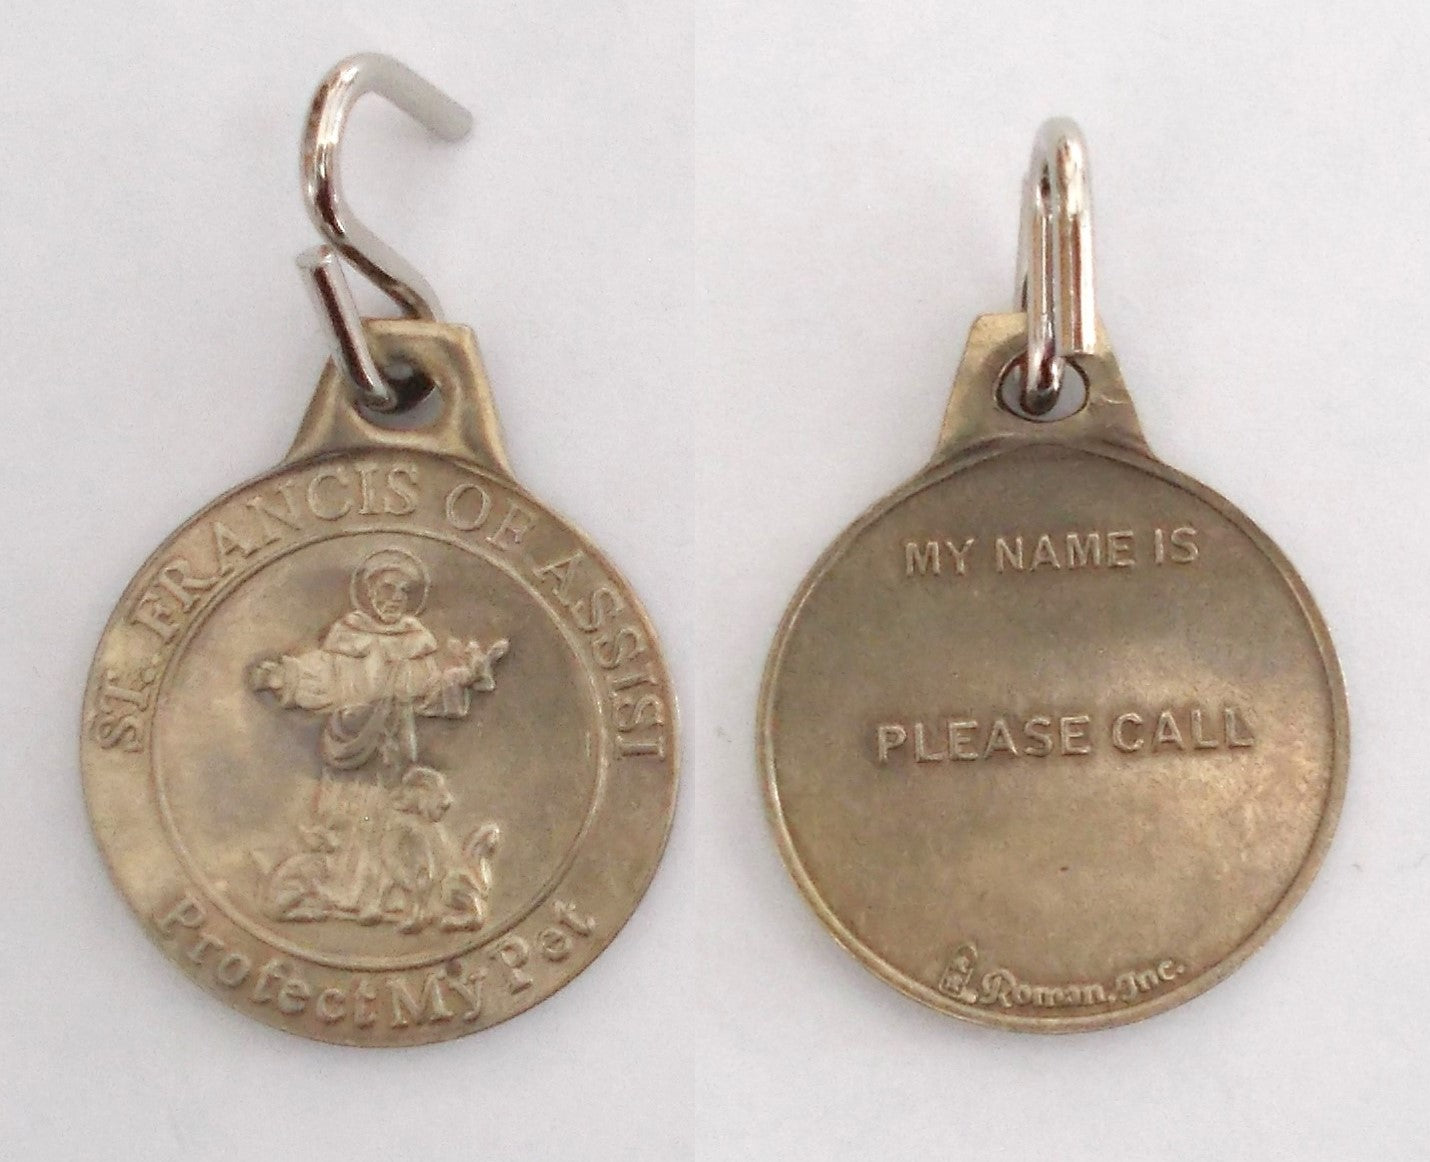 ST. FRANCIS OF ASSISI
Protect My Pet
MY NAME IS
PLEASE CALL
Roman, Inc.